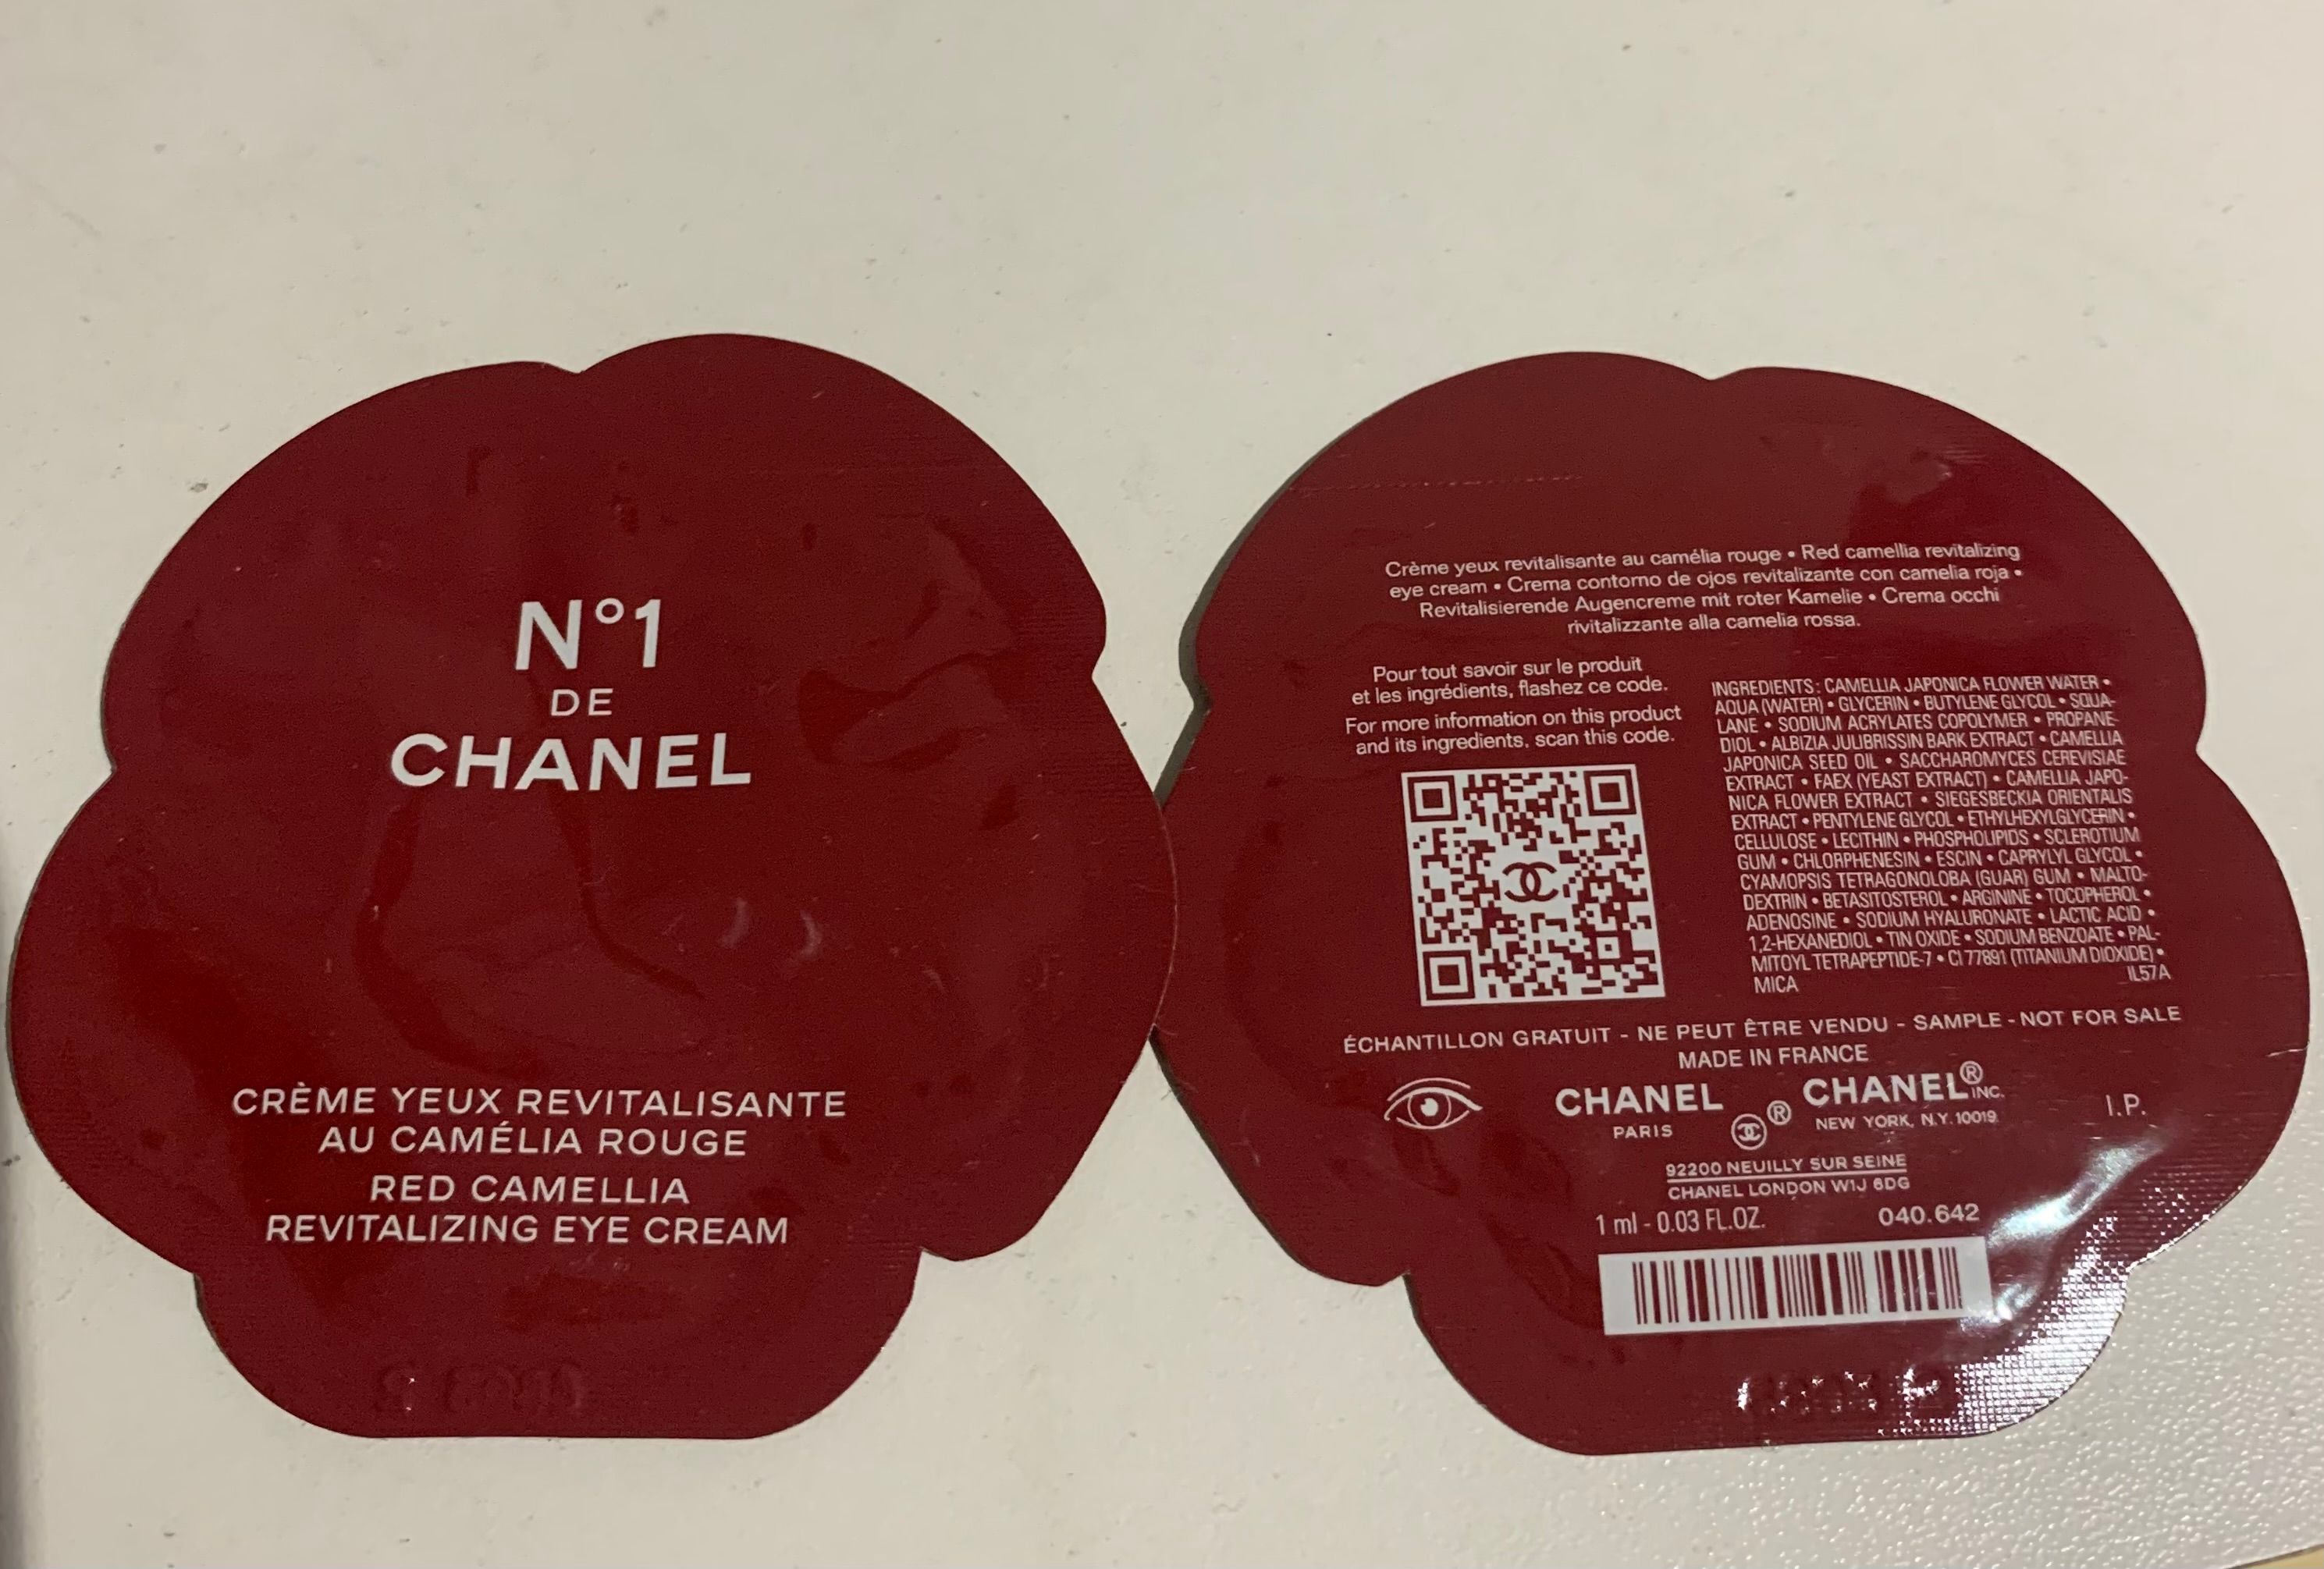 N°1
DE
CHANEL
CRÈME YEUX REVITALISANTE
AU CAMÉLIA ROUGE
RED CAMELLIA
REVITALIZING EYE CREAM
Crème yeux revitalisante au camélia rouge • Red camellia revitalizing
eye cream • Crema contorno de ojos revitalizante con camelia roja •
Revitalisierende Augencreme mit roter Kamelie • Crema occhi
rivitalizzante alla camelia rossa.
Pour tout savoir sur le produit
et les ingrédients, flashez ce code.
For more information on this product
and its ingredients, scan this code.
INGREDIENTS: CAMELLIA JAPONICA FLOWER WATER •
AQUA (WATER) • GLYCERIN • BUTYLENE GLYCOL • SQUA-
LANE • SODIUM ACRYLATES COPOLYMER • PROPANE-
DIOL • ALBIZIA JULIBRISSIN BARK EXTRACT • CAMELLIA
JAPONICA SEED OIL • SACCHAROMYCES CEREVISIAE
EXTRACT • FAEX (YEAST EXTRACT) • CAMELLIA JAPO-
NICA FLOWER EXTRACT • SIEGESBECKIA ORIENTALIS
EXTRACT • PENTYLENE GLYCOL • ETHYLHEXYLGLYCERIN •
CELLULOSE • LECITHIN • PHOSPHOLIPIDS • SCLEROTIUM
GUM • CHLORPHENESIN • ESCIN • CAPRYLYL GLYCOL •
CYAMOPSIS TETRAGONOLOBA (GUAR) GUM • MALTO-
DEXTRIN • BETASITOSTEROL • ARGININE • TOCOPHEROL •
ADENOSINE • SODIUM HYALURONATE • LACTIC ACID •
1,2-HEXANEDIOL • TIN OXIDE • SODIUM BENZOATE • PAL-
MITOYL TETRAPEPTIDE-7 • CI 77891 (TITANIUM DIOXIDE) •
MICA IL57A
ÉCHANTILLON GRATUIT - NE PEUT ÊTRE VENDU - SAMPLE - NOT FOR SALE
MADE IN FRANCE
CHANEL ® CHANEL® INC.
PARIS NEW YORK, N.Y. 10019 I.P.
92200 NEUILLY SUR SEINE
CHANEL LONDON W1J 6DG
1 ml - 0.03 FL.OZ. 040.642